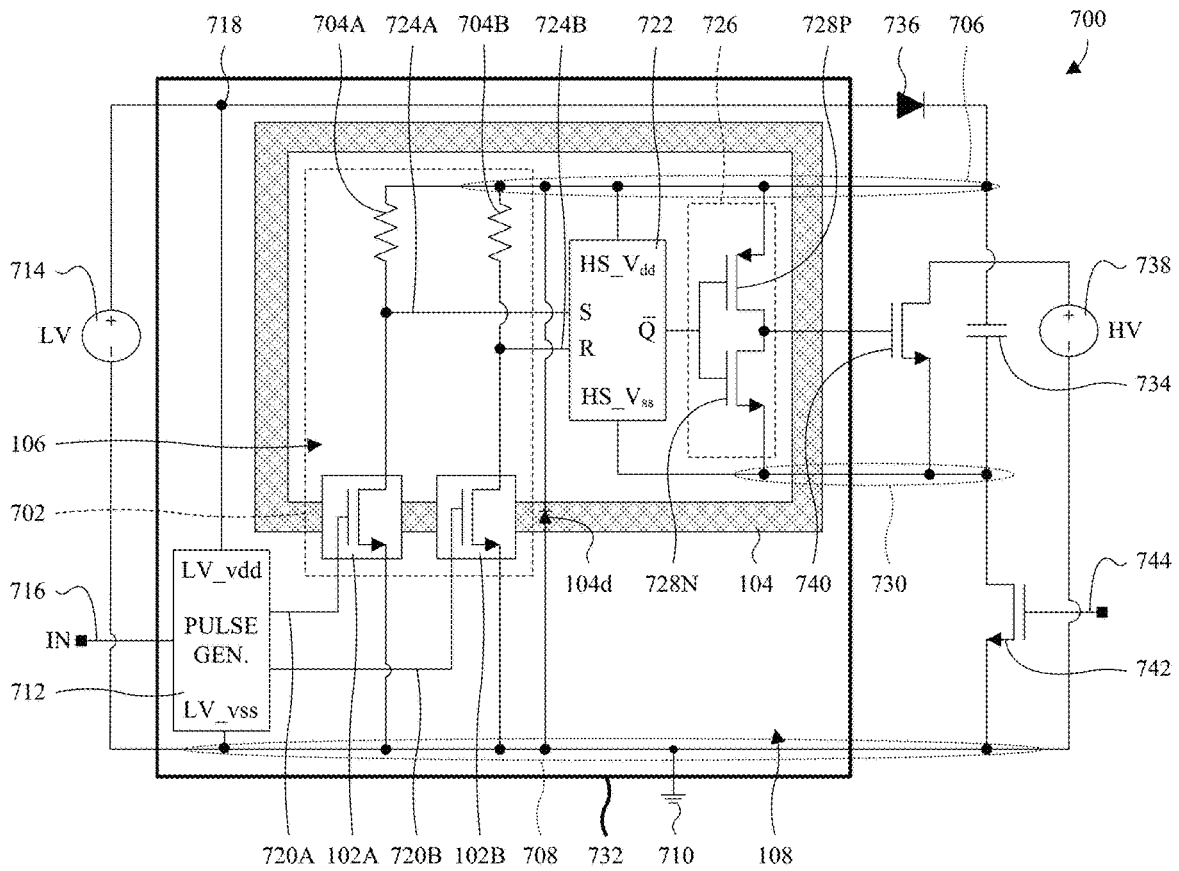 718 704A 724A 704B 724B 722 726 728P 736 706 700
714
LV
HS_Vdd
S
R
Q̅
HS_Vss
738
HV
734
106
702
LV_vdd
PULSE
GEN.
LV_vss
716
IN
712
104d 728N 104 740 730 744
742
720A 102A 720B 102B 708 732 710 108